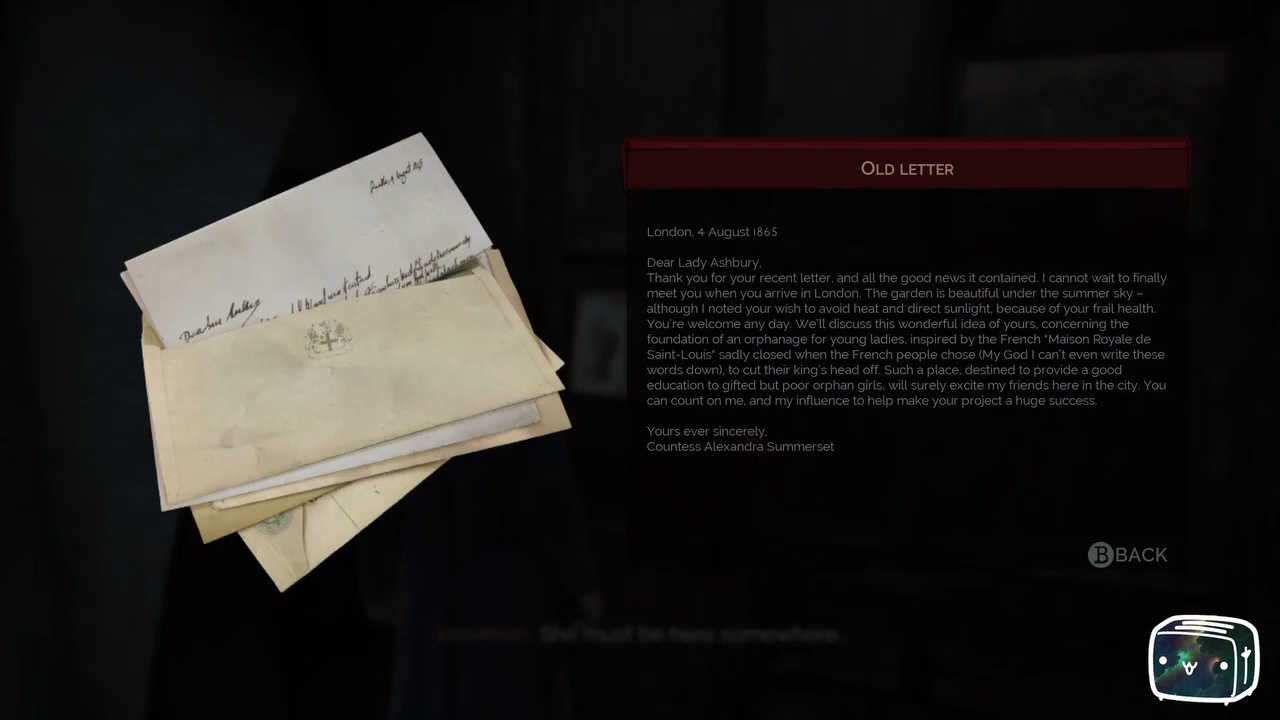 OLD LETTER
London, 4 August 1865
Dear Lady Ashbury,
Thank you for your recent letter, and all the good news it contained. I cannot wait to finally
meet you when you arrive in London. The garden is beautiful under the summer sky –
although I noted your wish to avoid heat and direct sunlight, because of your frail health.
You're welcome any day. We'll discuss this wonderful idea of yours, concerning the
foundation of an orphanage for young ladies, inspired by the French "Maison Royale de
Saint-Louis" sadly closed when the French people chose (My God I can't even write these
words down), to cut their king's head off. Such a place, destined to provide a good
education to gifted but poor orphan girls, will surely excite my friends here in the city. You
can count on me, and my influence to help make your project a huge success.
Yours ever sincerely,
Countess Alexandra Summerset
B BACK
She must be here somewhere.